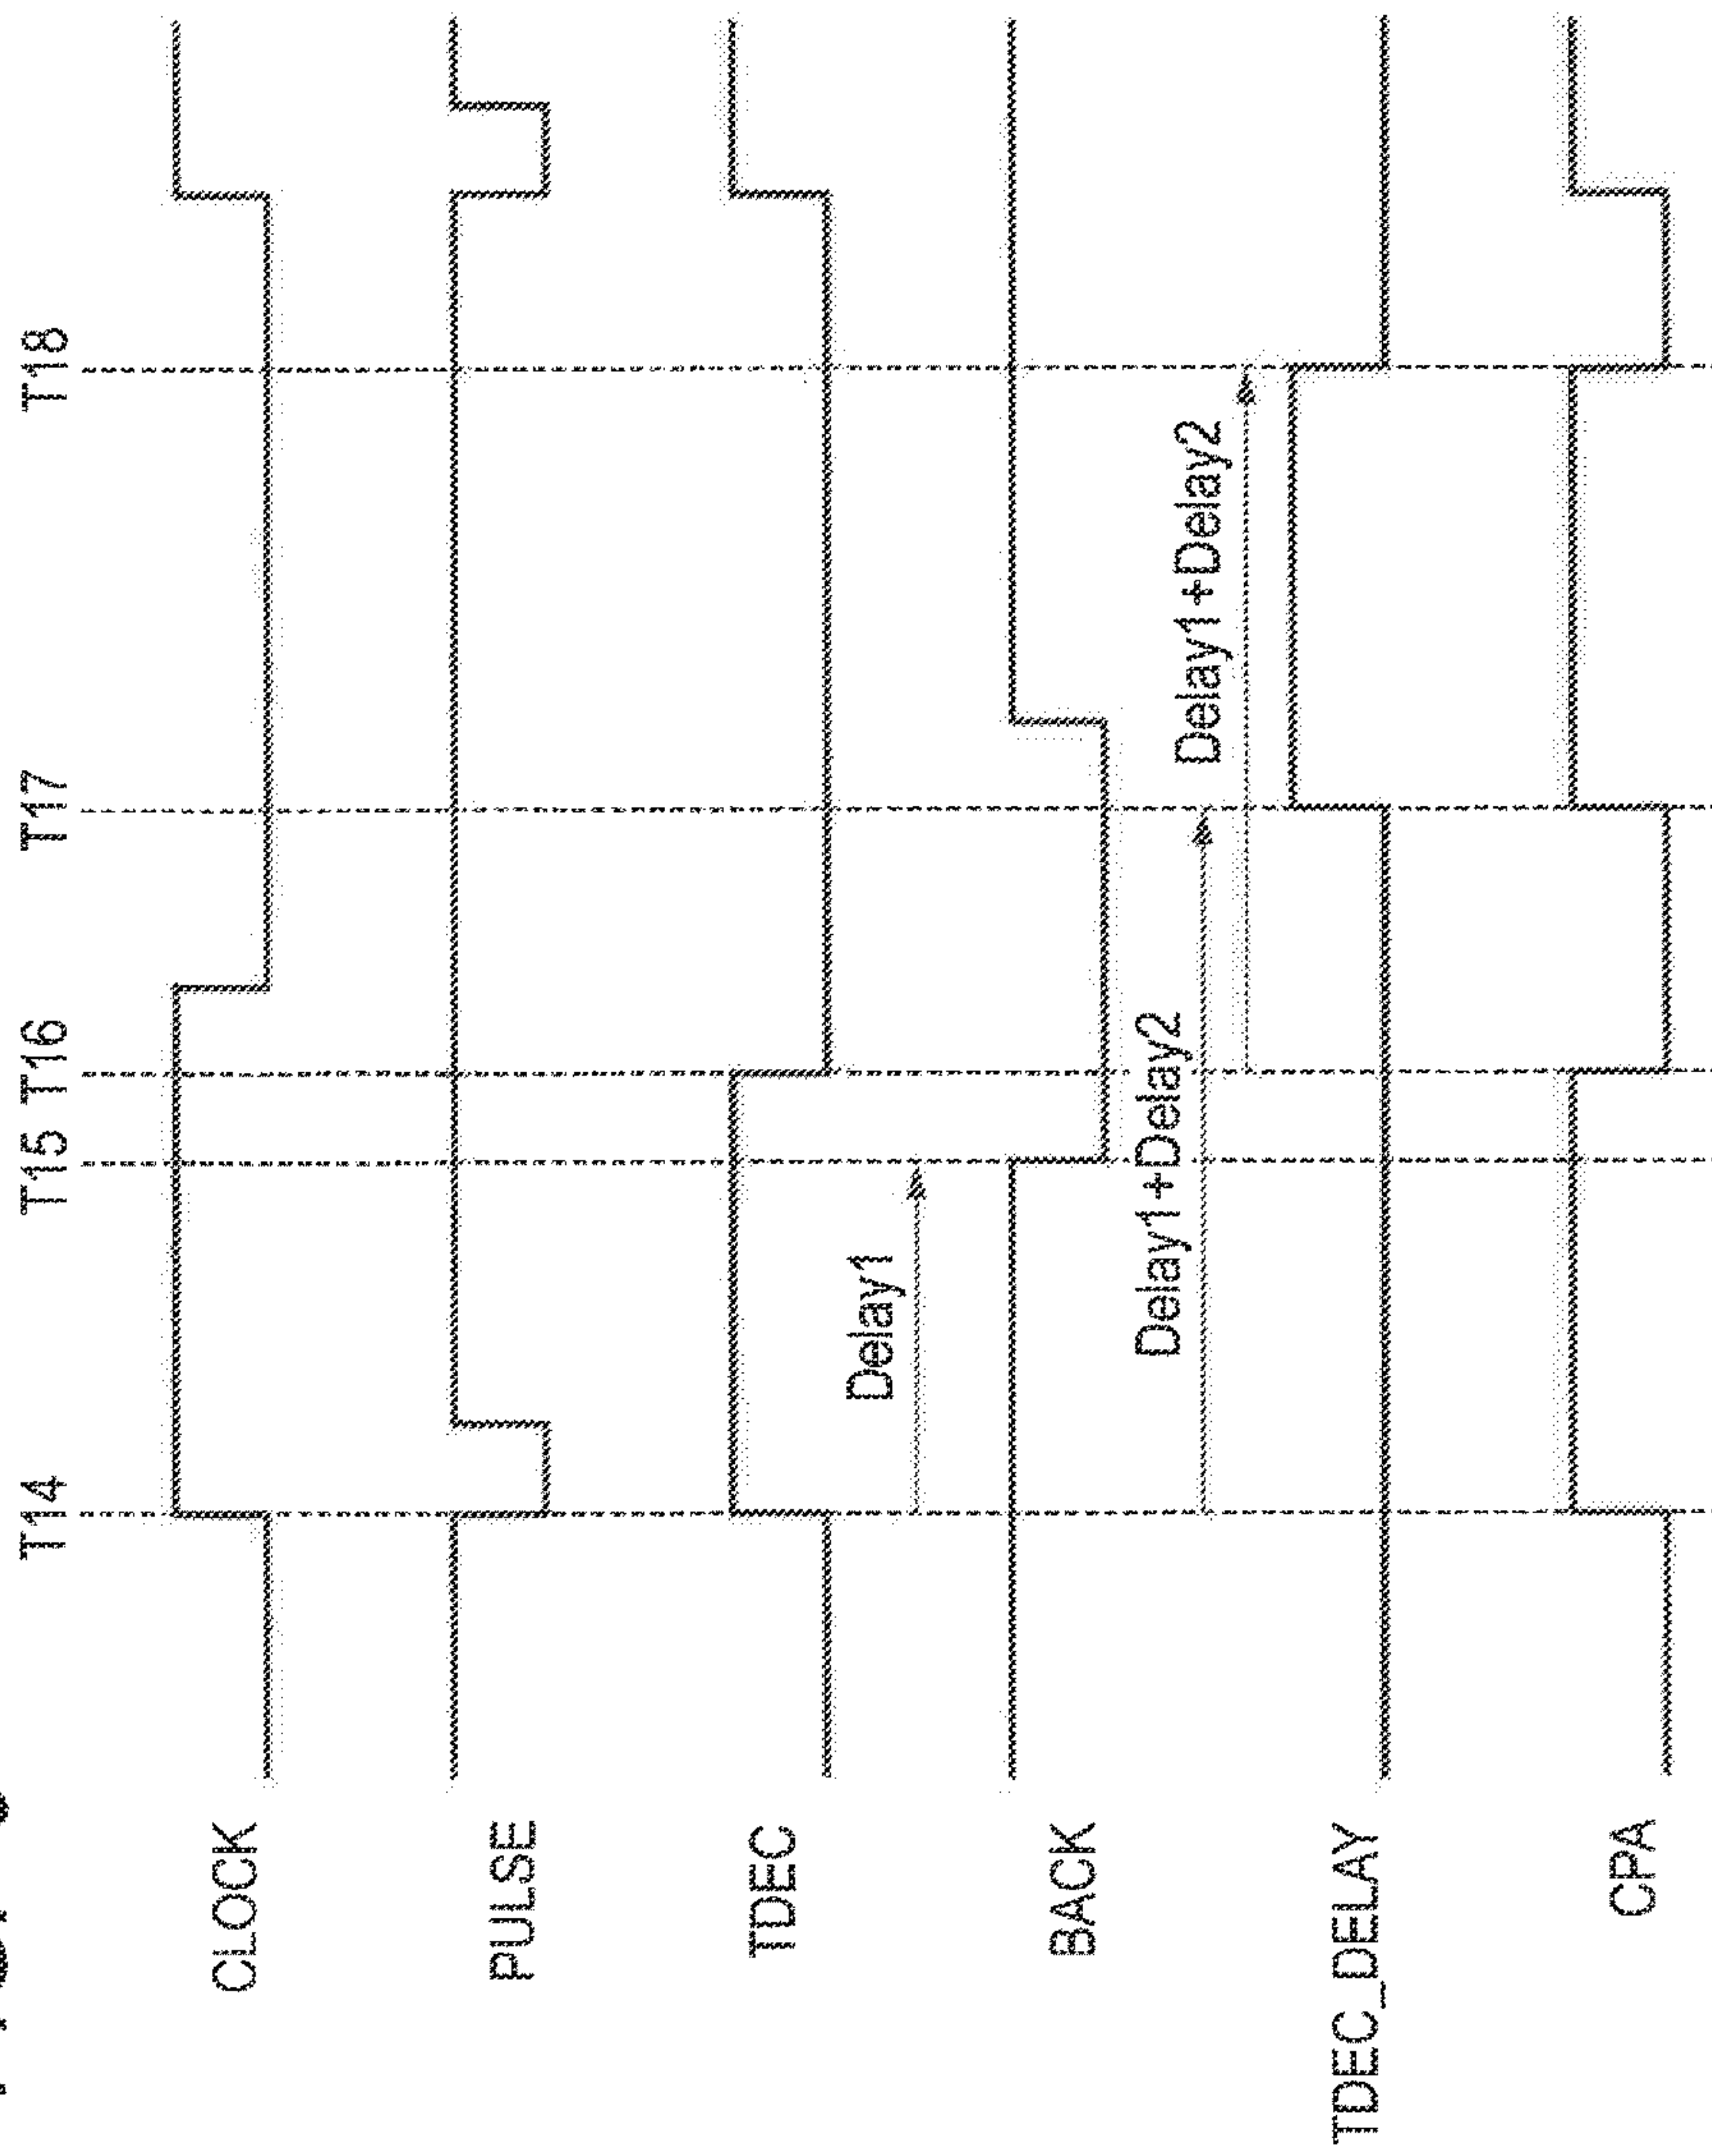 T14
T15
T16
T17
T18
CLOCK
PULSE
TDEC
Delay1
BACK
Delay1+Delay2
Delay1+Delay2
TDEC_DELAY
CPA